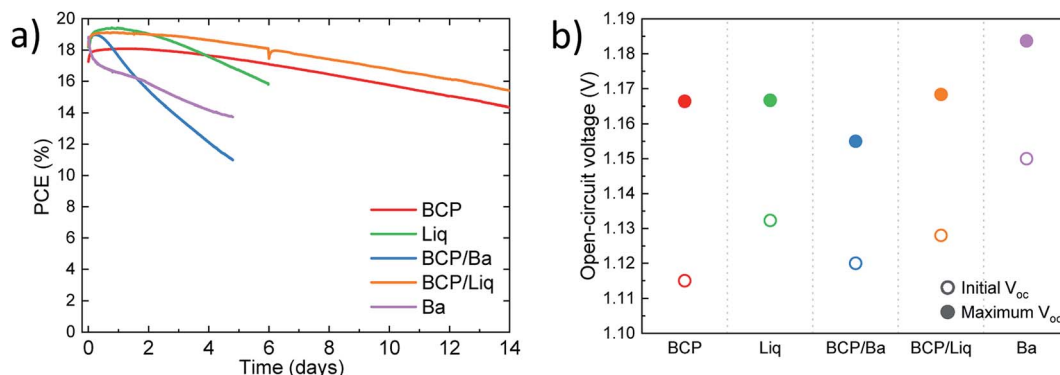 a)
20
18
16
14
12
10
8
6
4
2
0
PCE (%)
BCP
Liq
BCP/Ba
BCP/Liq
Ba
0 2 4 6 8 10 12 14
Time (days)
b)
1.19
1.18
1.17
1.16
1.15
1.14
1.13
1.12
1.11
1.10
Open-circuit voltage (V)
Initial Voc
Maximum Voc
BCP Liq BCP/Ba BCP/Liq Ba